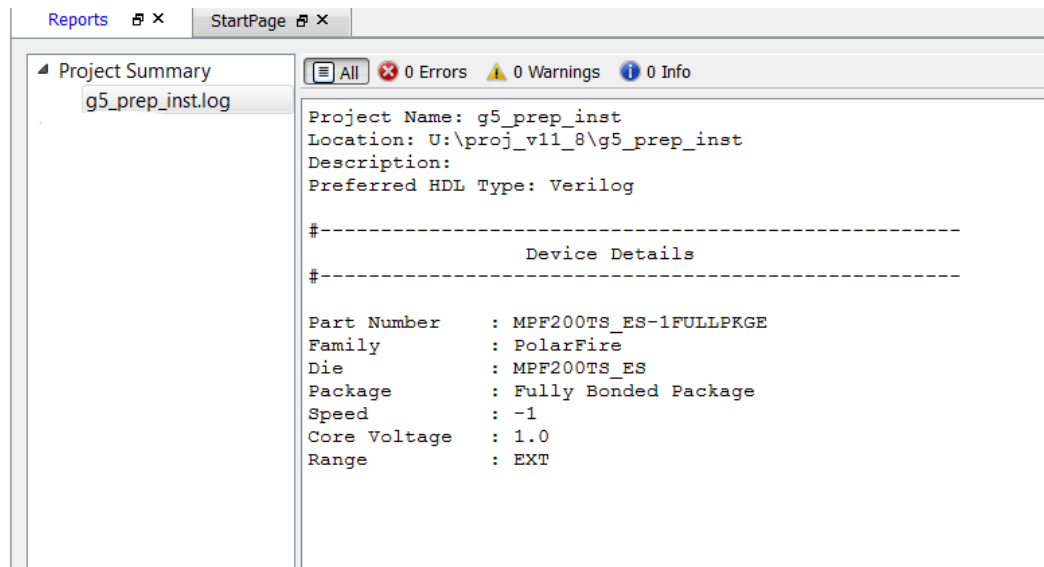 Reports
StartPage
Project Summary
g5_prep_inst.log
All 0 Errors 0 Warnings 0 Info
Project Name: g5_prep_inst
Location: U:\proj_v11_8\g5_prep_inst
Description:
Preferred HDL Type: Verilog
#-----------------------------------------------------
Device Details
#-----------------------------------------------------
Part Number : MPF200TS_ES-1FULLPKGE
Family : PolarFire
Die : MPF200TS_ES
Package : Fully Bonded Package
Speed : -1
Core Voltage : 1.0
Range : EXT